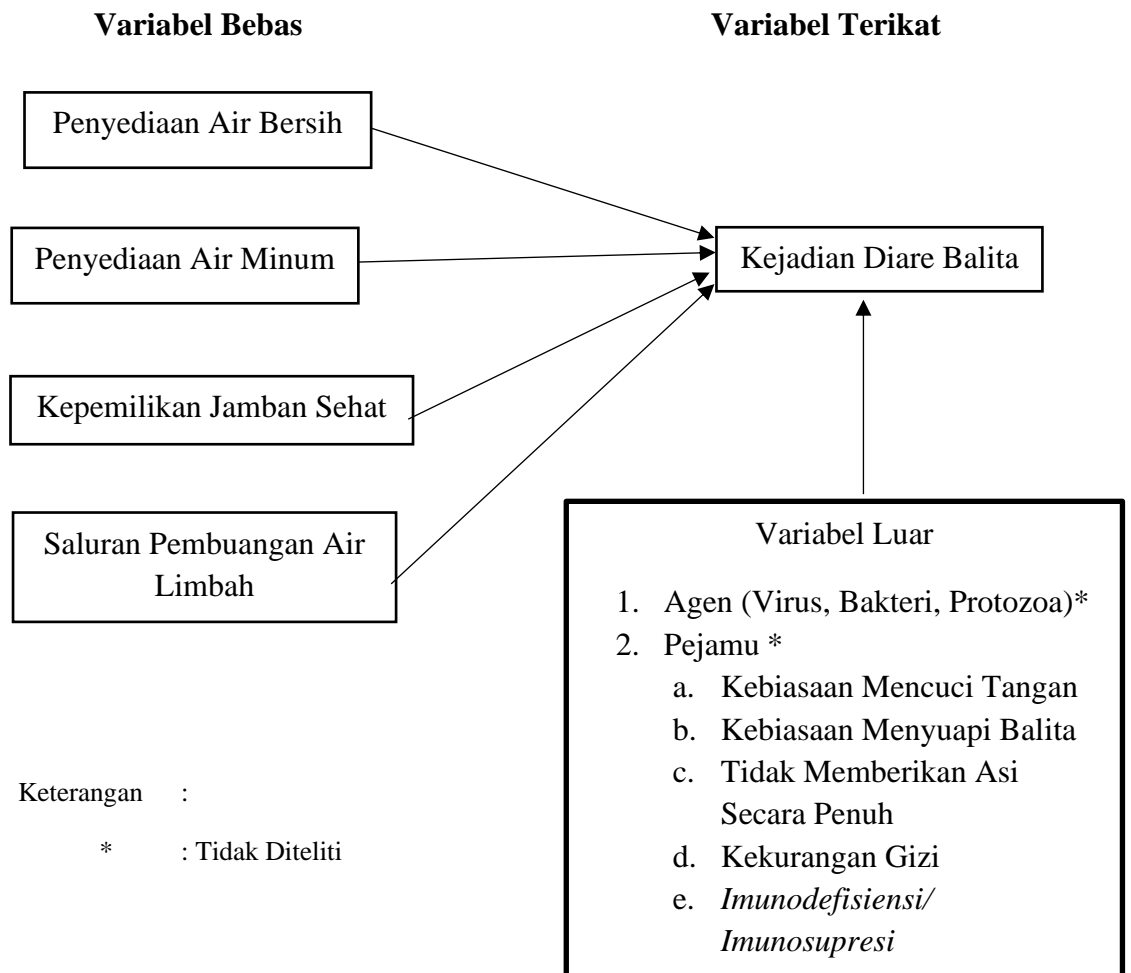 Variabel Bebas
Variabel Terikat
Penyediaan Air Bersih
Penyediaan Air Minum
Kejadian Diare Balita
Kepemilikan Jamban Sehat
Saluran Pembuangan Air
Limbah
Variabel Luar
1. Agen (Virus, Bakteri, Protozoa)*
2. Pejamu *
a. Kebiasaan Mencuci Tangan
b. Kebiasaan Menyuapi Balita
c. Tidak Memberikan Asi
Secara Penuh
d. Kekurangan Gizi
e. Imunodefisiensi/
Imunosupresi
Keterangan :
* : Tidak Diteliti